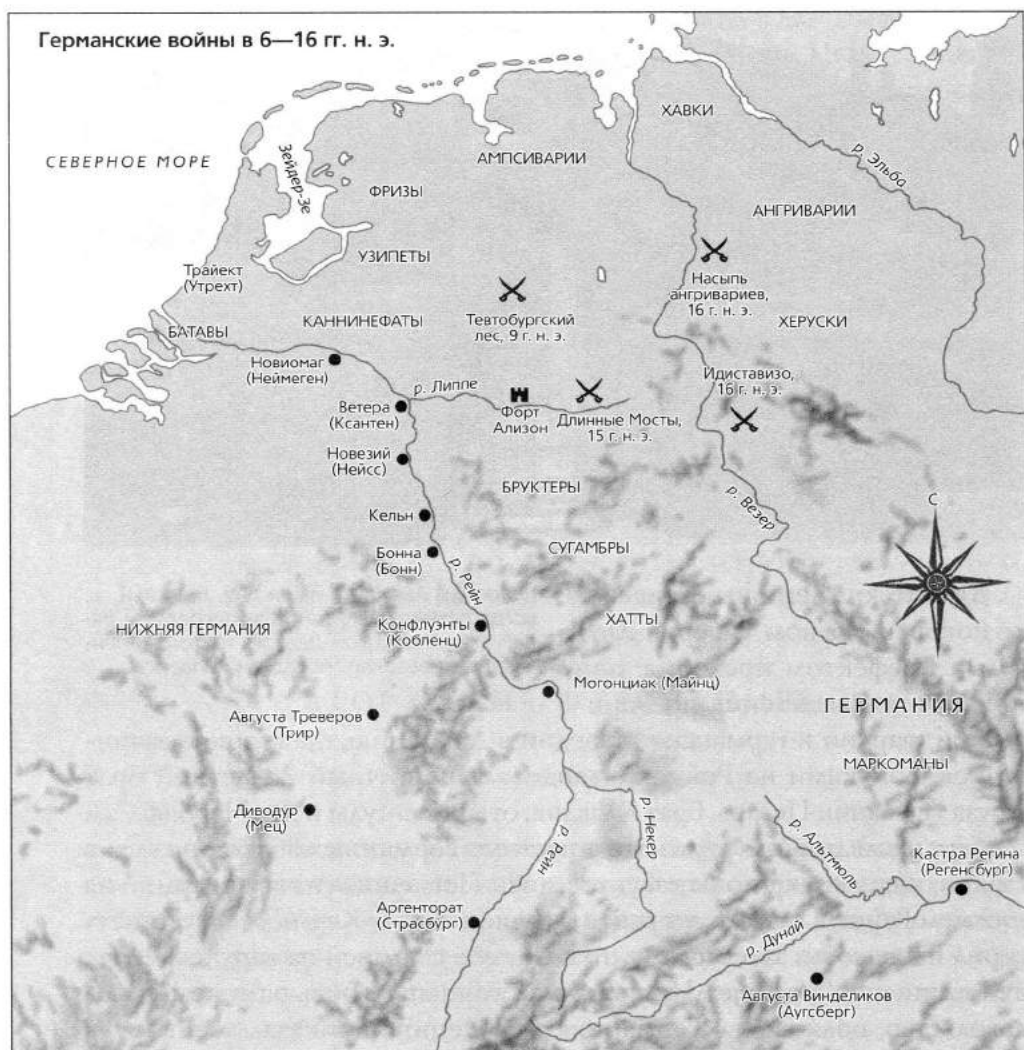 Германские войны в 6—16 гг. н. э.
ХАВКИ
СЕВЕРНОЕ МОРЕ
Зейдер-Зе
АМПСИВАРИИ
р. Эльба
ФРИЗЫ
АНГРИВАРИИ
УЗИПЕТЫ
Трайект
(Утрехт)
Насыпь
ангривариев,
16 г. н. э.
БАТАВЫ
КАННИНЕФАТЫ
Тевтобургский
лес, 9 г. н. э.
ХЕРУСКИ
Новиомаг
(Неймеген)
р. Липпе
Идиставизо,
16 г. н. э.
Ветера
(Ксантен)
Форт
Ализон
Длинные Мосты,
15 г. н. э.
Новезий
(Нейсс)
БРУКТЕРЫ
р. Везер
С
Кельн
Бонна
(Бонн)
р. Рейн
СУГАМБРЫ
НИЖНЯЯ ГЕРМАНИЯ
Конфлуэнты
(Кобленц)
ХАТТЫ
Могонциак (Майнц)
ГЕРМАНИЯ
Августа Треверов
(Трир)
МАРКОМАНЫ
Диводур
(Мец)
р. Рейн
р. Некер
р. Альтмюль
Кастра Регина
(Регенсбург)
Аргенторат
(Страсбург)
р. Дунай
Августа Винделиков
(Аугсберг)